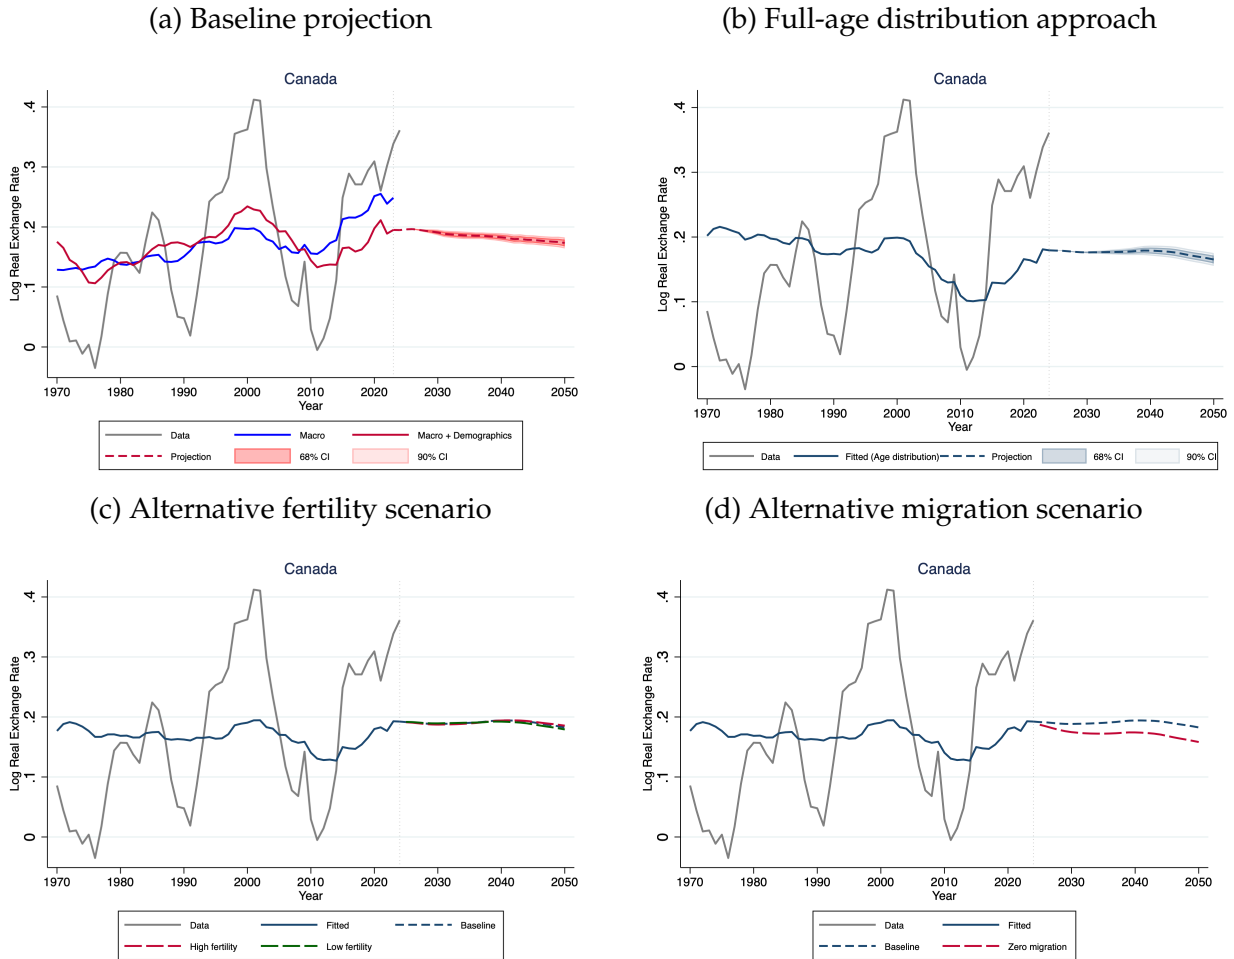 (a) Baseline projection
Canada
Log Real Exchange Rate
.4
.3
.2
.1
0
1970 1980 1990 2000 2010 2020 2030 2040 2050
Year
Data Macro Macro + Demographics
Projection 68% CI 90% CI
(b) Full-age distribution approach
Canada
Log Real Exchange Rate
.4
.3
.2
.1
0
1970 1980 1990 2000 2010 2020 2030 2040 2050
Year
Data Fitted (Age distribution) Projection 68% CI 90% CI
(c) Alternative fertility scenario
Canada
Log Real Exchange Rate
.4
.3
.2
.1
0
1970 1980 1990 2000 2010 2020 2030 2040 2050
Year
Data Fitted Baseline
High fertility Low fertility
(d) Alternative migration scenario
Canada
Log Real Exchange Rate
.4
.3
.2
.1
0
1970 1980 1990 2000 2010 2020 2030 2040 2050
Year
Data Fitted
Baseline Zero migration